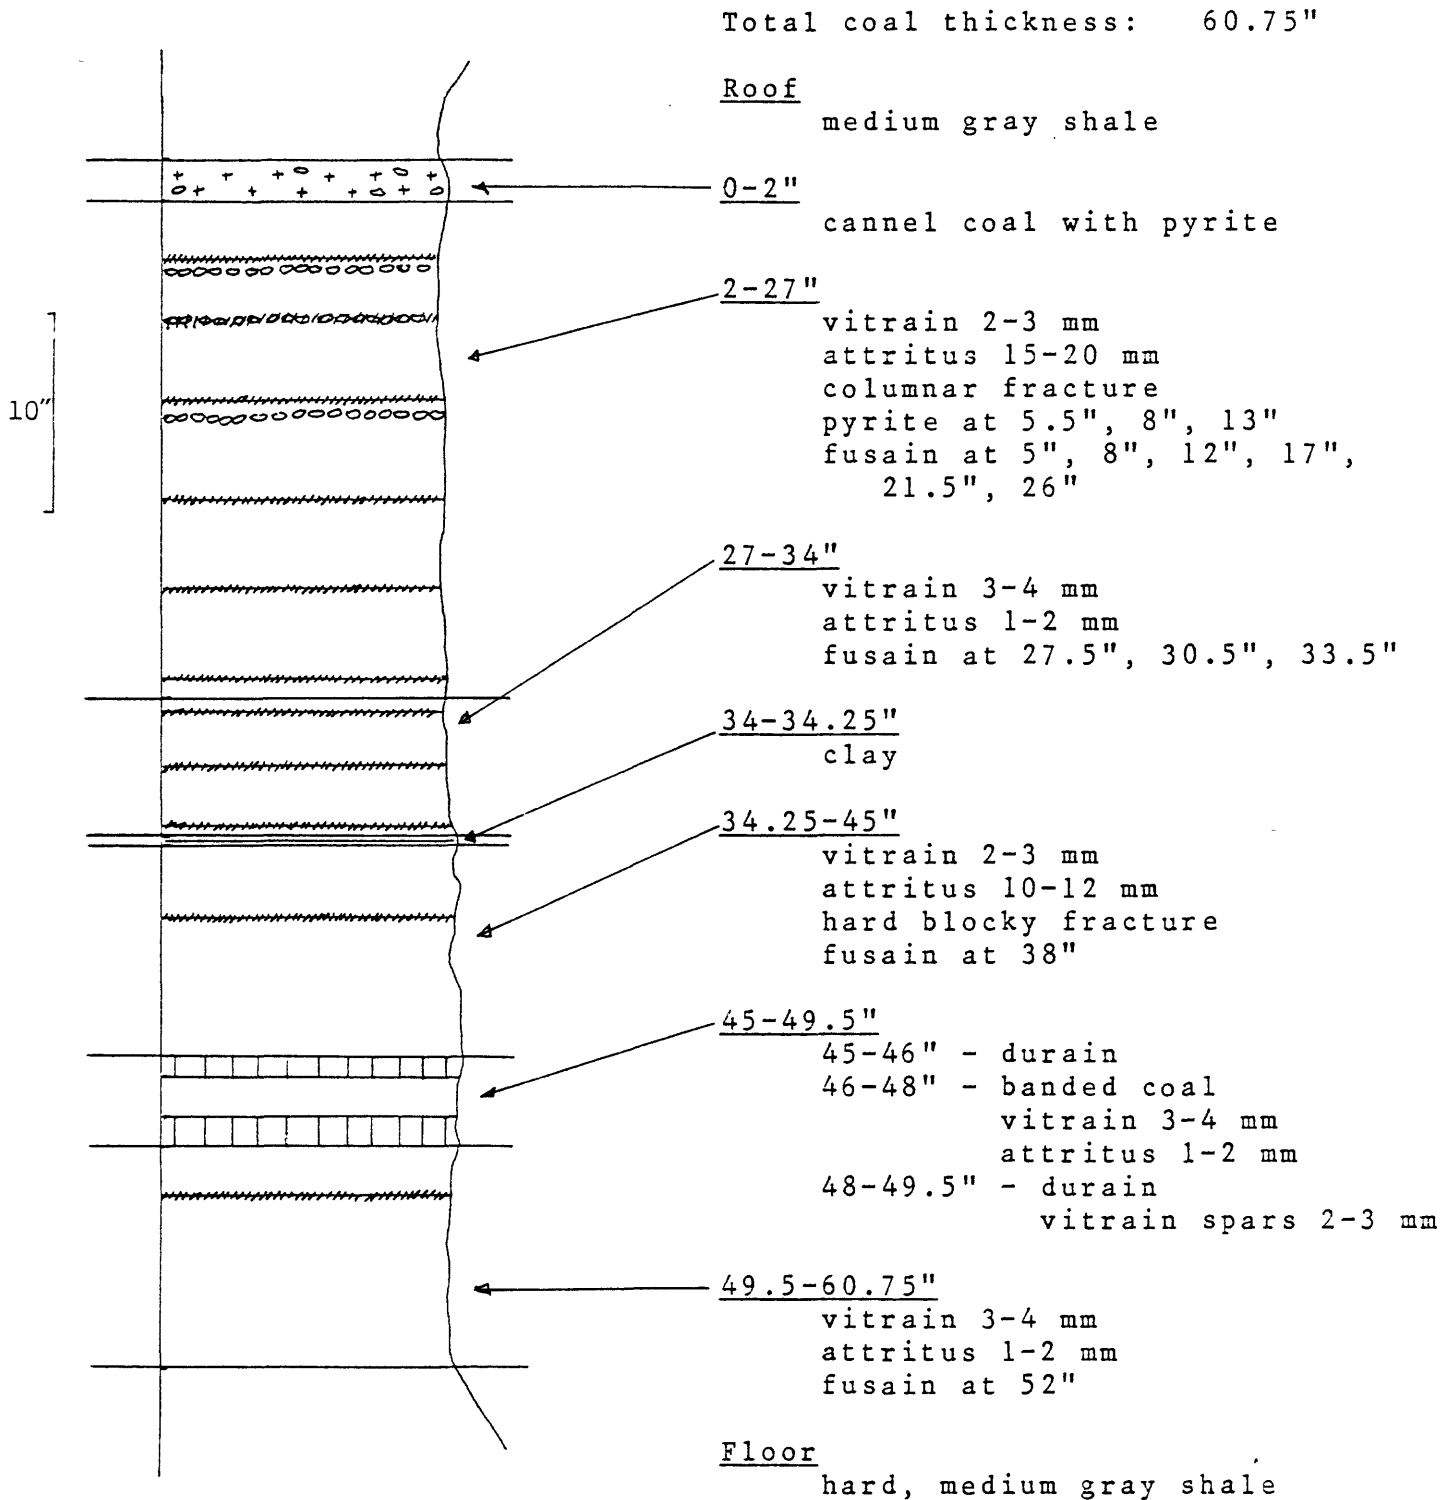 Total coal thickness: 60.75"
Roof
medium gray shale
0-2"
cannel coal with pyrite
2-27"
vitrain 2-3 mm
attritus 15-20 mm
columnar fracture
pyrite at 5.5", 8", 13"
fusain at 5", 8", 12", 17",
21.5", 26"
10"
27-34"
vitrain 3-4 mm
attritus 1-2 mm
fusain at 27.5", 30.5", 33.5"
34-34.25"
clay
34.25-45"
vitrain 2-3 mm
attritus 10-12 mm
hard blocky fracture
fusain at 38"
45-49.5"
45-46" - durain
46-48" - banded coal
vitrain 3-4 mm
attritus 1-2 mm
48-49.5" - durain
vitrain spars 2-3 mm
49.5-60.75"
vitrain 3-4 mm
attritus 1-2 mm
fusain at 52"
Floor
hard, medium gray shale